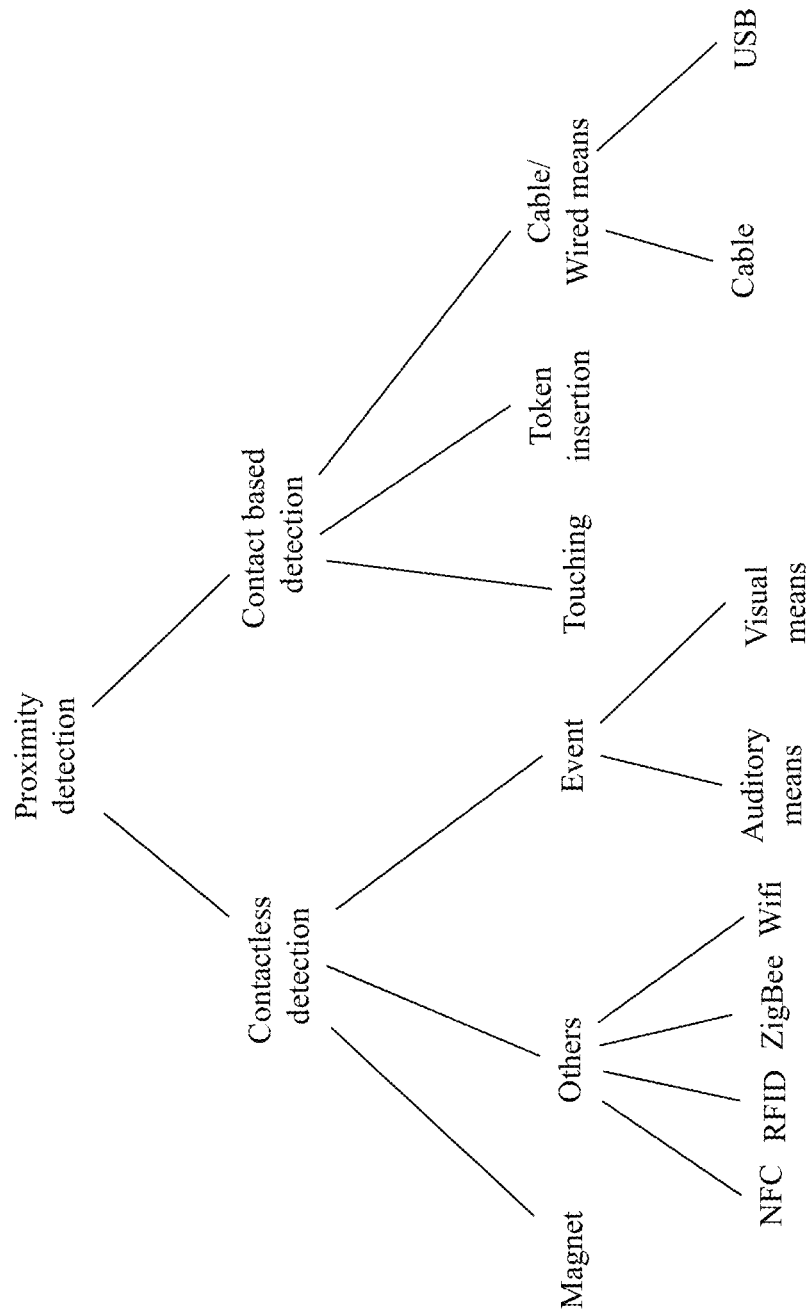 Proximity
detection
Contactless
detection
Contact based
detection
Magnet
Others
Event
Touching
Token
insertion
Cable/
Wired means
NFC
RFID
ZigBee
Wifi
Auditory
means
Visual
means
Cable
USB